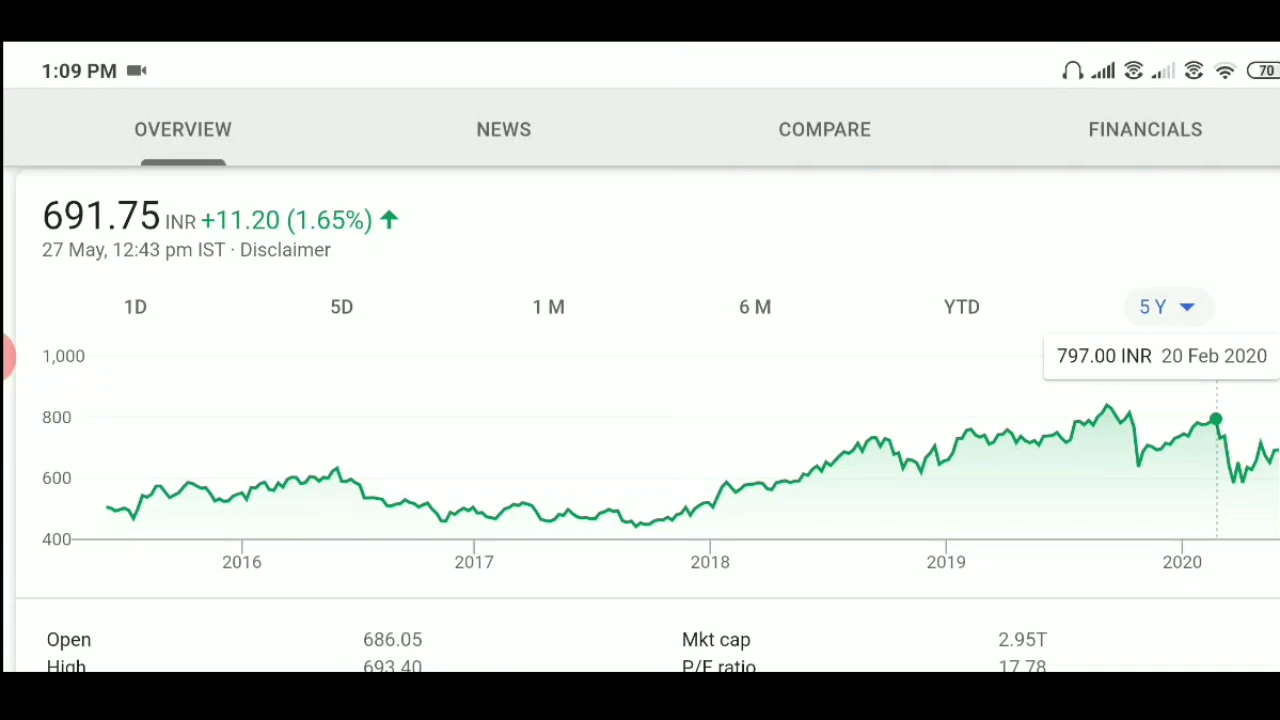 1:09 PM 70
OVERVIEW NEWS COMPARE FINANCIALS
691.75 INR +11.20 (1.65%)
27 May, 12:43 pm IST · Disclaimer
1D 5D 1 M 6 M YTD 5 Y
797.00 INR 20 Feb 2020
1,000
800
600
400
2016 2017 2018 2019 2020
Open 686.05 Mkt cap 2.95T
High 693.40 P/E ratio 17.78